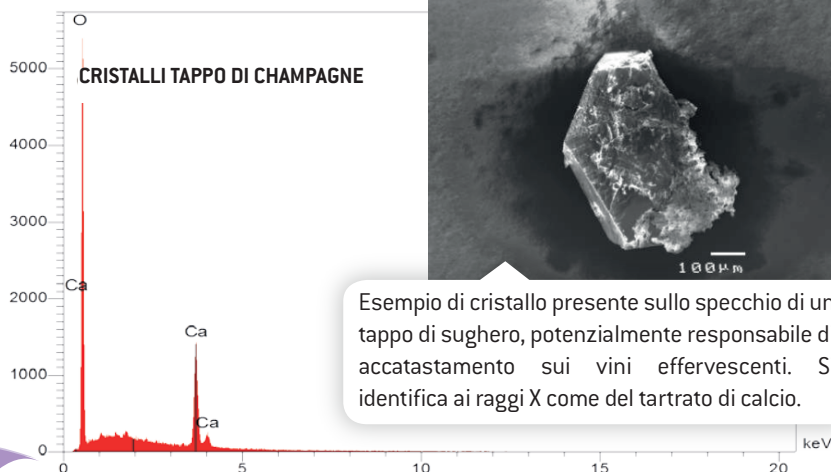 O
5000
CRISTALLI TAPPO DI CHAMPAGNE
4000
3000
Ca
2000
Ca
1000
Ca
0
0
5
10
15
20
keV
100µm
Esempio di cristallo presente sullo specchio di un
tappo di sughero, potenzialmente responsabile d
accatastamento sui vini effervescenti. S
identifica ai raggi X come del tartrato di calcio.